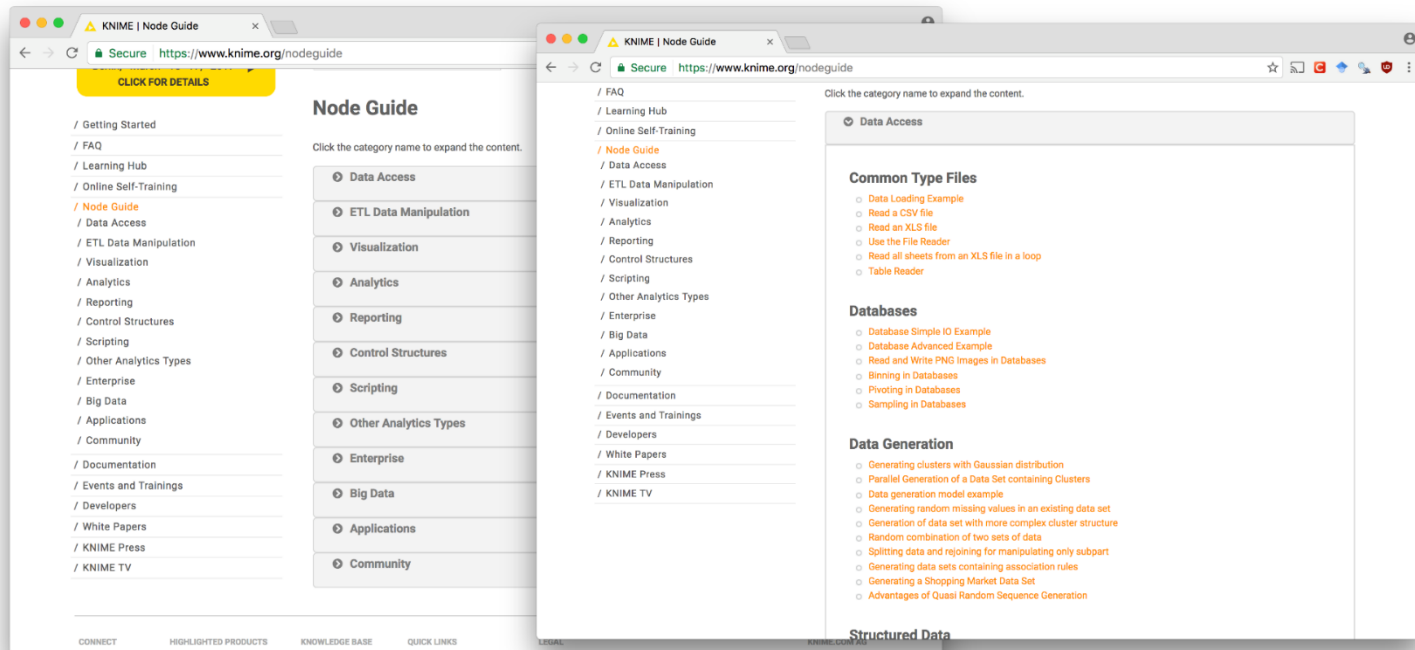 KNIME | Node Guide
Secure https://www.knime.org/nodeguide
CLICK FOR DETAILS
/ Getting Started
/ FAQ
/ Learning Hub
/ Online Self-Training
/ Node Guide
/ Data Access
/ ETL Data Manipulation
/ Visualization
/ Analytics
/ Reporting
/ Control Structures
/ Scripting
/ Other Analytics Types
/ Enterprise
/ Big Data
/ Applications
/ Community
/ Documentation
/ Events and Trainings
/ Developers
/ White Papers
/ KNIME Press
/ KNIME TV
Node Guide
Click the category name to expand the content.
Data Access
ETL Data Manipulation
Visualization
Analytics
Reporting
Control Structures
Scripting
Other Analytics Types
Enterprise
Big Data
Applications
Community
CONNECT HIGHLIGHTED PRODUCTS KNOWLEDGE BASE QUICK LINKS LEGAL KNIME.COM AG
KNIME | Node Guide
Secure https://www.knime.org/nodeguide
/ FAQ
/ Learning Hub
/ Online Self-Training
/ Node Guide
/ Data Access
/ ETL Data Manipulation
/ Visualization
/ Analytics
/ Reporting
/ Control Structures
/ Scripting
/ Other Analytics Types
/ Enterprise
/ Big Data
/ Applications
/ Community
/ Documentation
/ Events and Trainings
/ Developers
/ White Papers
/ KNIME Press
/ KNIME TV
Click the category name to expand the content.
Data Access
Common Type Files
Data Loading Example
Read a CSV file
Read an XLS file
Use the File Reader
Read all sheets from an XLS file in a loop
Table Reader
Databases
Database Simple IO Example
Database Advanced Example
Read and Write PNG Images in Databases
Binning in Databases
Pivoting in Databases
Sampling in Databases
Data Generation
Generating clusters with Gaussian distribution
Parallel Generation of a Data Set containing Clusters
Data generation model example
Generating random missing values in an existing data set
Generation of data set with more complex cluster structure
Random combination of two sets of data
Splitting data and rejoining for manipulating only subpart
Generating data sets containing association rules
Generating a Shopping Market Data Set
Advantages of Quasi Random Sequence Generation
Structured Data